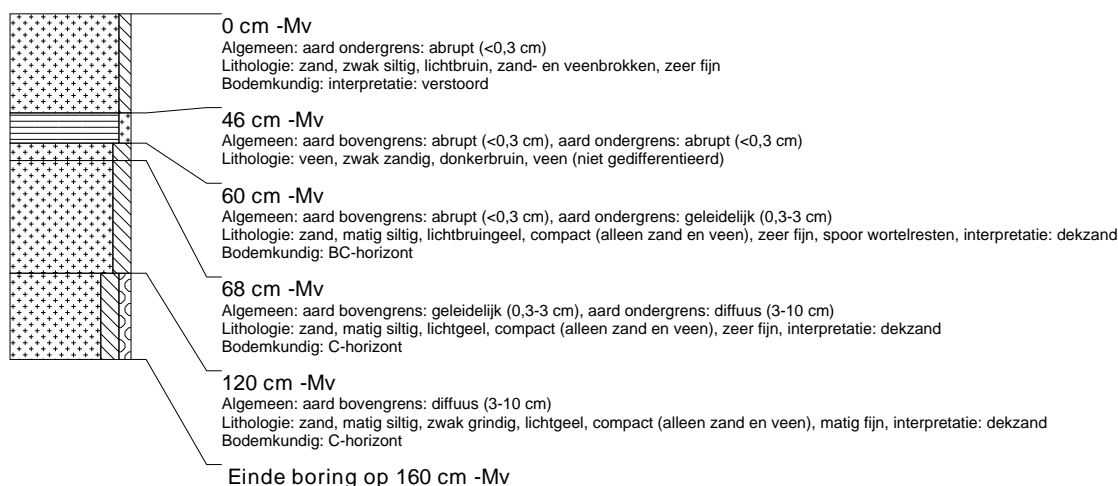 0 cm -Mv
Algemeen: aard ondergrens: abrupt (<0,3 cm)
Lithologie: zand, zwak siltig, lichtbruin, zand- en veenbrokken, zeer fijn
Bodemkundig: interpretatie: verstoord
46 cm -Mv
Algemeen: aard bovengrens: abrupt (<0,3 cm), aard ondergrens: abrupt (<0,3 cm)
Lithologie: veen, zwak zandig, donkerbruin, veen (niet gedifferentieerd)
60 cm -Mv
Algemeen: aard bovengrens: abrupt (<0,3 cm), aard ondergrens: geleidelijk (0,3-3 cm)
Lithologie: zand, matig siltig, lichtbruingeel, compact (alleen zand en veen), zeer fijn, spoor wortelresten, interpretatie: dekzand
Bodemkundig: BC-horizont
68 cm -Mv
Algemeen: aard bovengrens: geleidelijk (0,3-3 cm), aard ondergrens: diffuus (3-10 cm)
Lithologie: zand, matig siltig, lichtgeel, compact (alleen zand en veen), zeer fijn, interpretatie: dekzand
Bodemkundig: C-horizont
120 cm -Mv
Algemeen: aard bovengrens: diffuus (3-10 cm)
Lithologie: zand, matig siltig, zwak grindig, lichtgeel, compact (alleen zand en veen), matig fijn, interpretatie: dekzand
Bodemkundig: C-horizont
Einde boring op 160 cm -Mv